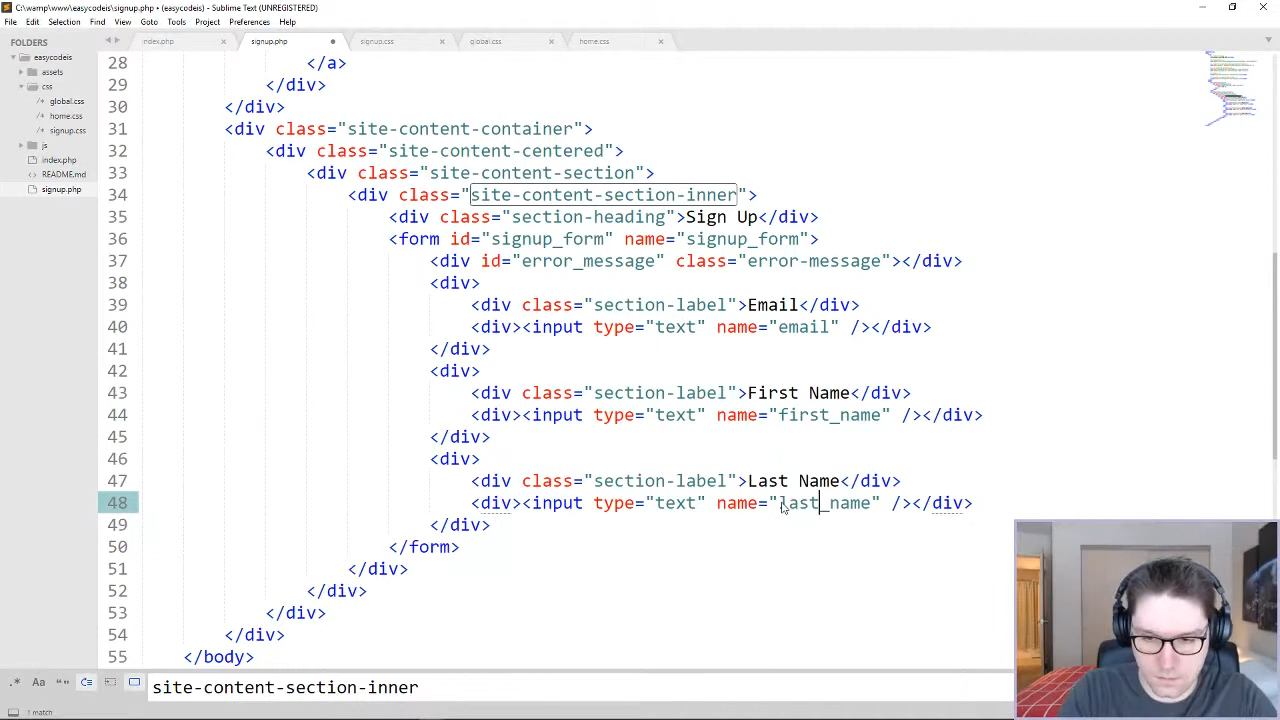 C:\wamp\www\easycodeis\signup.php • (easycodeis) - Sublime Text (UNREGISTERED)
File Edit Selection Find View Goto Tools Project Preferences Help
FOLDERS
easycodeis
assets
css
global.css
home.css
signup.css
js
index.php
README.md
signup.php
index.php signup.php signup.css global.css home.css
28 </a>
29 </div>
30 </div>
31 <div class="site-content-container">
32 <div class="site-content-centered">
33 <div class="site-content-section">
34 <div class="site-content-section-inner">
35 <div class="section-heading">Sign Up</div>
36 <form id="signup_form" name="signup_form">
37 <div id="error_message" class="error-message"></div>
38 <div>
39 <div class="section-label">Email</div>
40 <div><input type="text" name="email" /></div>
41 </div>
42 <div>
43 <div class="section-label">First Name</div>
44 <div><input type="text" name="first_name" /></div>
45 </div>
46 <div>
47 <div class="section-label">Last Name</div>
48 <div><input type="text" name="last_name" /></div>
49 </div>
50 </form>
51 </div>
52 </div>
53 </div>
54 </div>
55 </body>
.* Aa “” site-content-section-inner
1 match